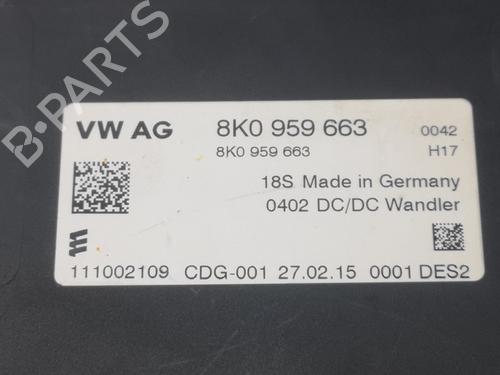 B-PARTS
VW AG 8K0 959 663 0042
8K0 959 663 H17
18S Made in Germany
0402 DC/DC Wandler
111002109 CDG-001 27.02.15 0001 DES2